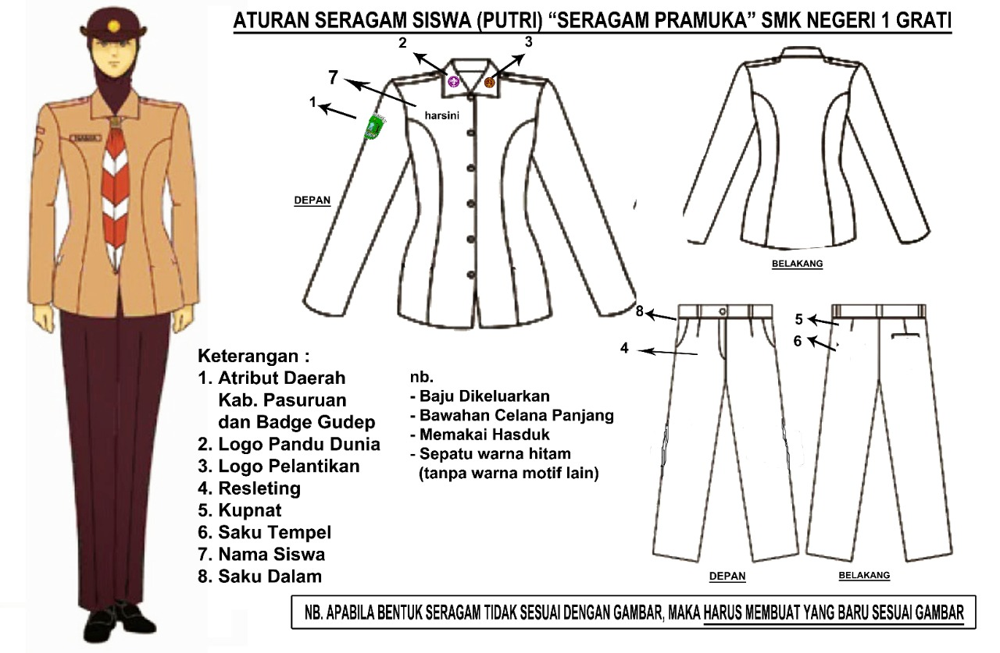 ATURAN SERAGAM SISWA (PUTRI) “SERAGAM PRAMUKA” SMK NEGERI 1 GRATI
2
3
7
1
harsini
DEPAN
BELAKANG
8
4
5
6
DEPAN
BELAKANG
Keterangan :
1. Atribut Daerah
Kab. Pasuruan
dan Badge Gudep
2. Logo Pandu Dunia
3. Logo Pelantikan
4. Resleting
5. Kupnat
6. Saku Tempel
7. Nama Siswa
8. Saku Dalam
nb.
- Baju Dikeluarkan
- Bawahan Celana Panjang
- Memakai Hasduk
- Sepatu warna hitam
(tanpa warna motif lain)
NB. APABILA BENTUK SERAGAM TIDAK SESUAI DENGAN GAMBAR, MAKA HARUS MEMBUAT YANG BARU SESUAI GAMBAR